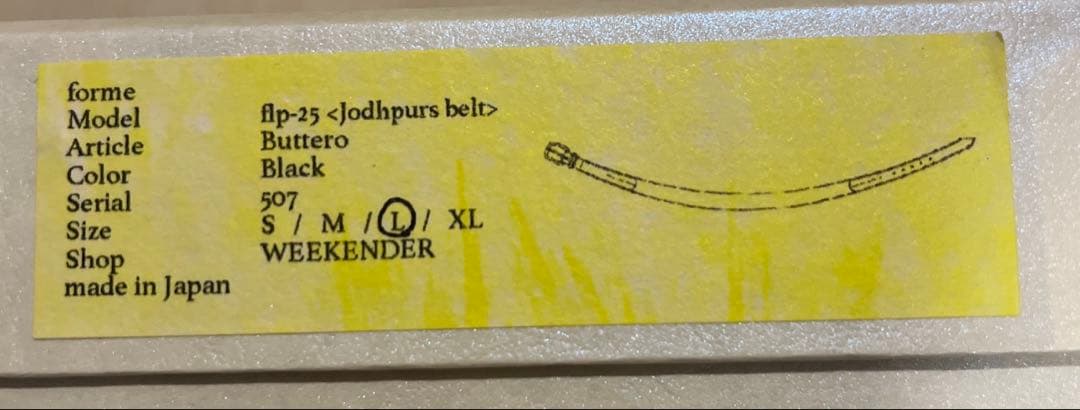 forme
Model flp-25 <Jodhpurs belt>
Article Buttero
Color Black
Serial 507
Size S / M / L / XL
Shop WEEKENDER
made in Japan